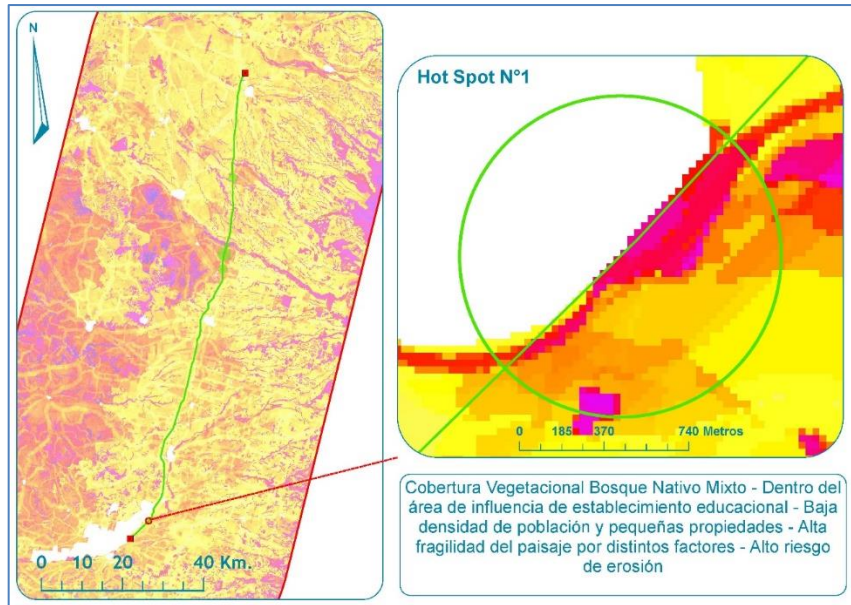 N
0 10 20 40 Km.
Hot Spot N°1
0 185 370 740 Metros
Cobertura Vegetacional Bosque Nativo Mixto - Dentro del
área de influencia de establecimiento educacional - Baja
densidad de población y pequeñas propiedades - Alta
fragilidad del paisaje por distintos factores - Alto riesgo
de erosión